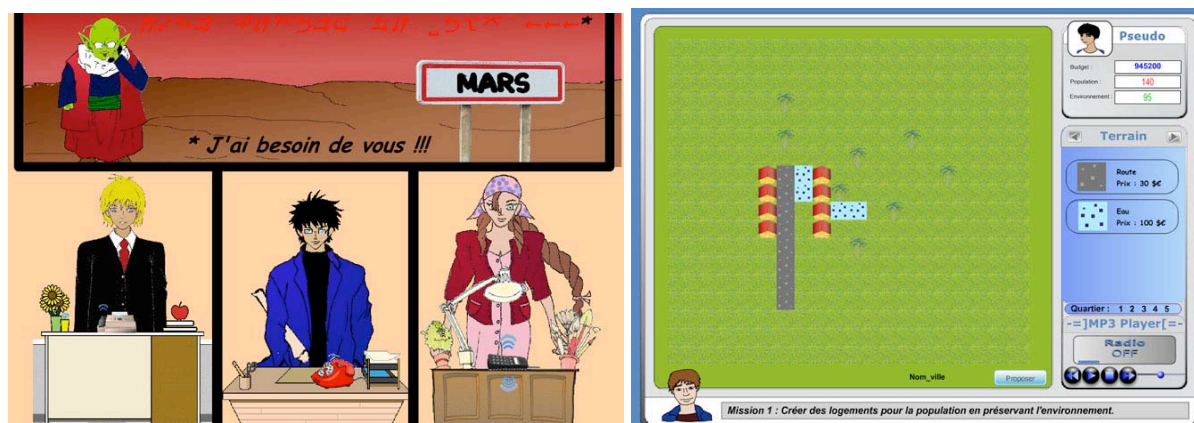 MARS
* J'ai besoin de vous !!!
Pseudo
Budget : 945200
Population : 140
Environnement : 95
Terrain
Route
Prix : 30 $€
Eau
Prix : 100 $€
Quartier : 1 2 3 4 5
-=]MP3 Player[=-
Radio
OFF
Nom_ville
Proposer
Mission 1 : Créer des logements pour la population en préservant l'environnement.